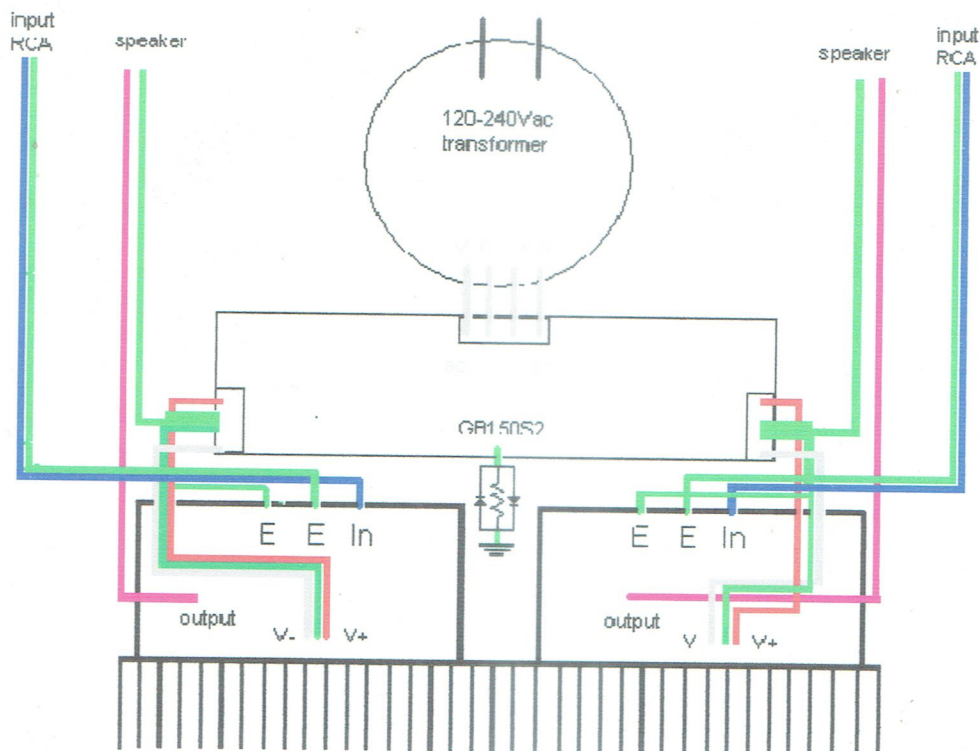 input
RCA
speaker
speaker
input
RCA
120-240Vac
transformer
GB150S2
E E In
E E In
output
V- V+
output
V V+